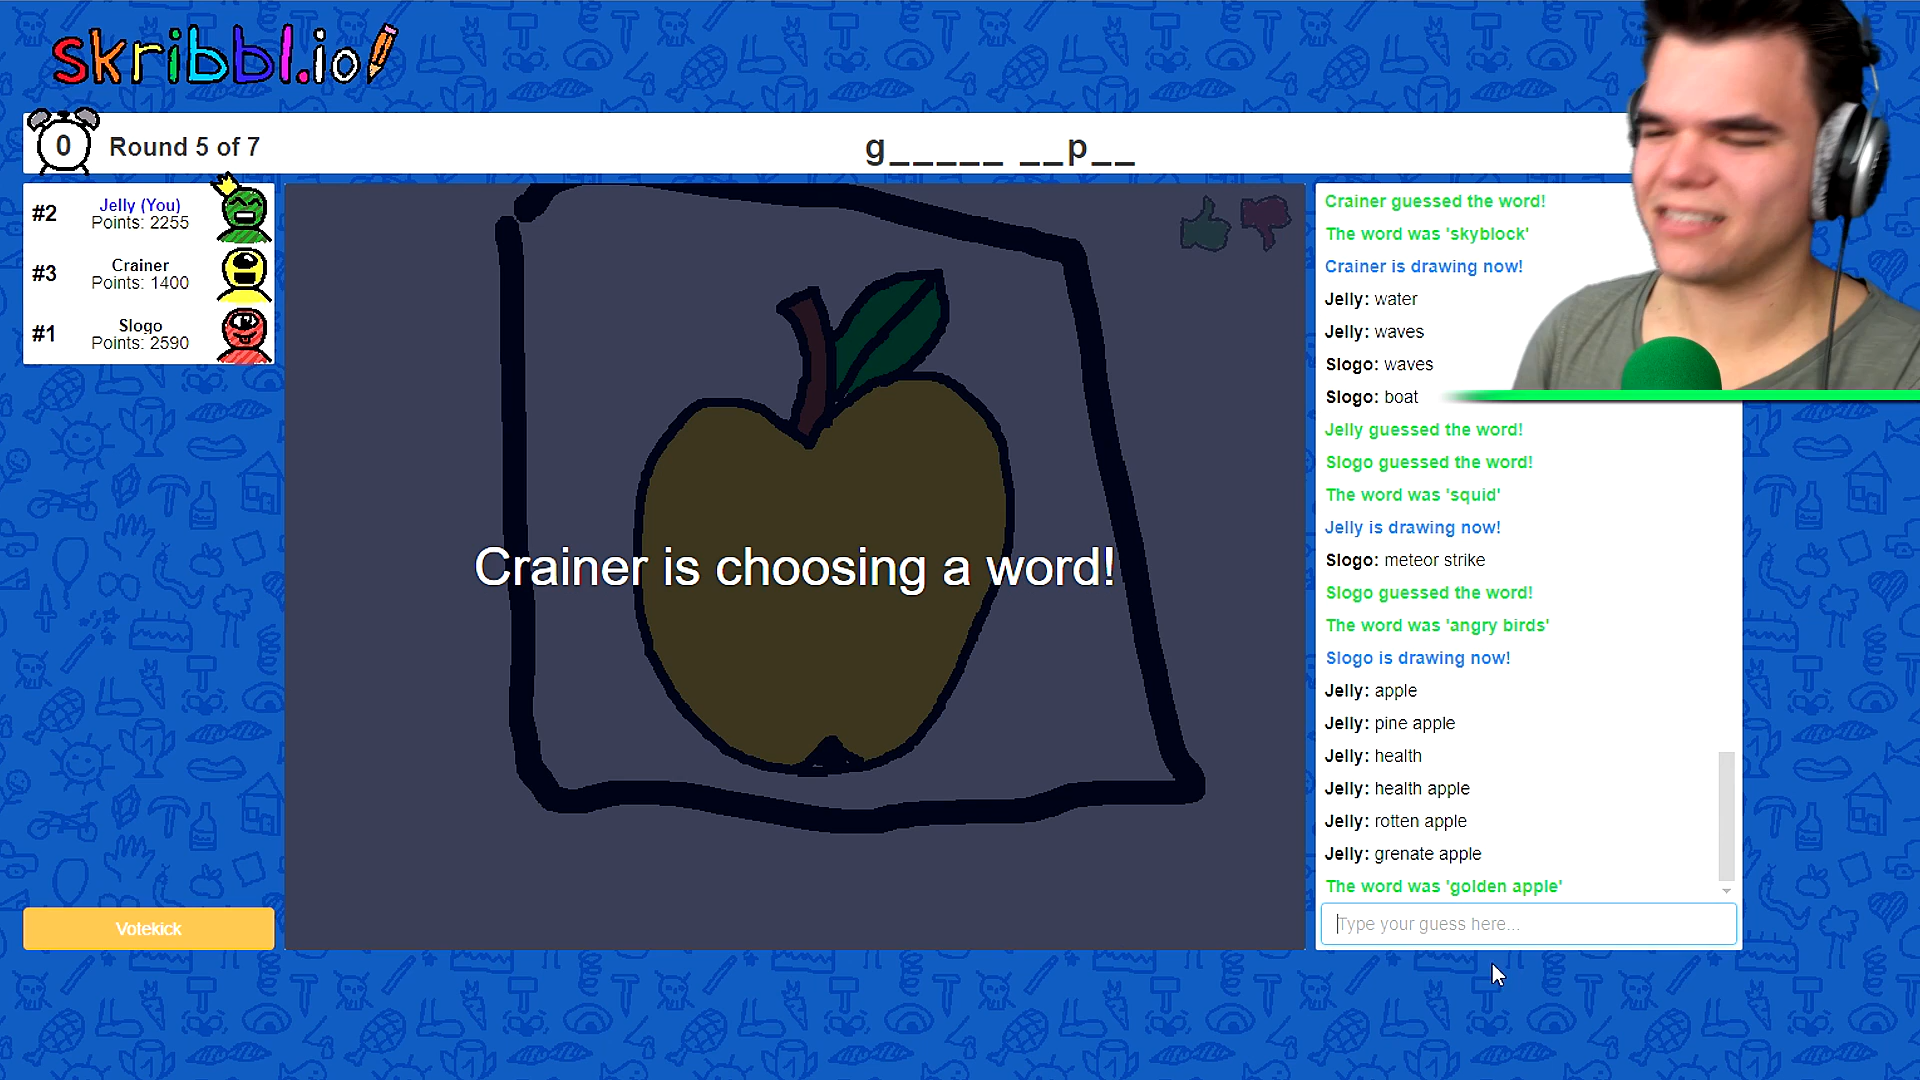 skribbl.io
0
Round 5 of 7
g_____ __p__
#2
Jelly (You)
Points: 2255
#3
Crainer
Points: 1400
#1
Slogo
Points: 2590
Votekick
Crainer is choosing a word!
Crainer guessed the word!
The word was 'skyblock'
Crainer is drawing now!
Jelly: water
Jelly: waves
Slogo: waves
Slogo: boat
Jelly guessed the word!
Slogo guessed the word!
The word was 'squid'
Jelly is drawing now!
Slogo: meteor strike
Slogo guessed the word!
The word was 'angry birds'
Slogo is drawing now!
Jelly: apple
Jelly: pine apple
Jelly: health
Jelly: health apple
Jelly: rotten apple
Jelly: grenate apple
The word was 'golden apple'
Type your guess here...